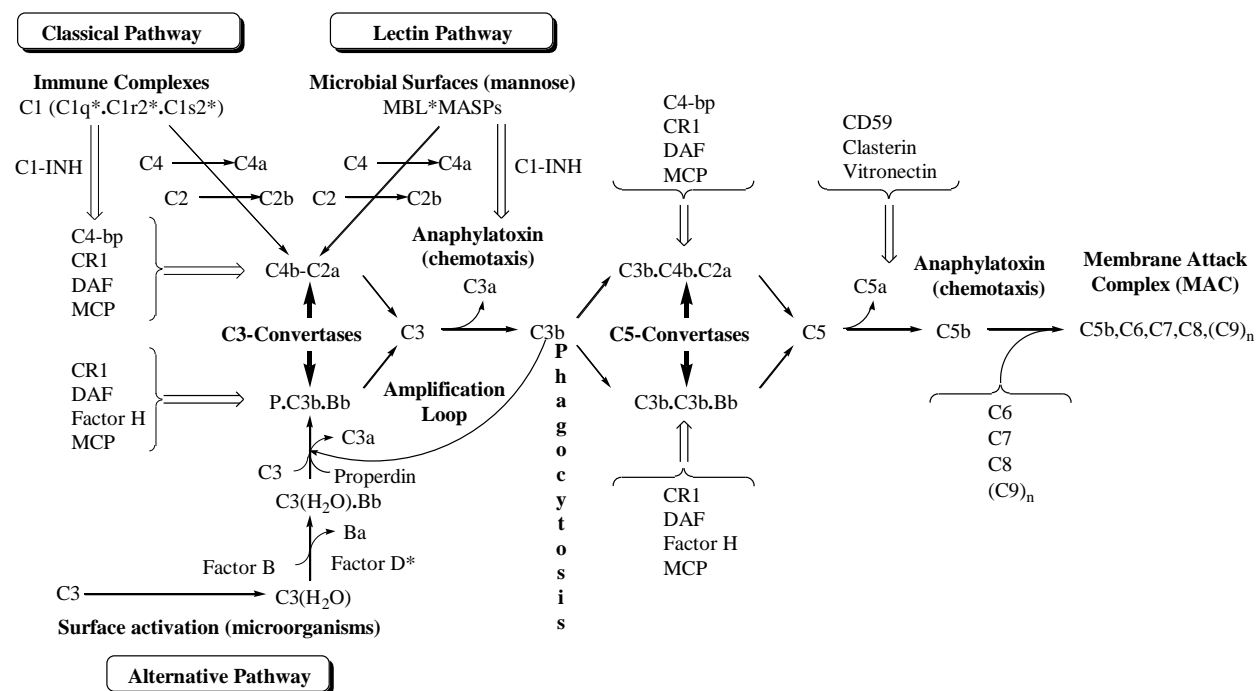 Classical Pathway
Lectin Pathway
Immune Complexes
C1 (C1q*.C1r2*.C1s2*)
Microbial Surfaces (mannose)
MBL*MASPs
C1-INH
C4
C4a
C2
C2b
C4
C4a
C2
C2b
C1-INH
C4-bp
CR1
DAF
MCP
C4-bp
CR1
DAF
MCP
CD59
Clasterin
Vitronectin
C4b-C2a
Anaphylatoxin
(chemotaxis)
C3a
C3b.C4b.C2a
C5a
Anaphylatoxin
(chemotaxis)
Membrane Attack
Complex (MAC)
C3-Convertases
C3
C3b
C5-Convertases
C5
C5b
C5b,C6,C7,C8,(C9)n
CR1
DAF
Factor H
MCP
P.C3b.Bb
Amplification
Loop
Phagocytosis
C3b.C3b.Bb
C3a
C3
Properdin
C3(H2O).Bb
CR1
DAF
Factor H
MCP
C6
C7
C8
(C9)n
Ba
Factor B
Factor D*
C3
C3(H2O)
Surface activation (microorganisms)
Alternative Pathway